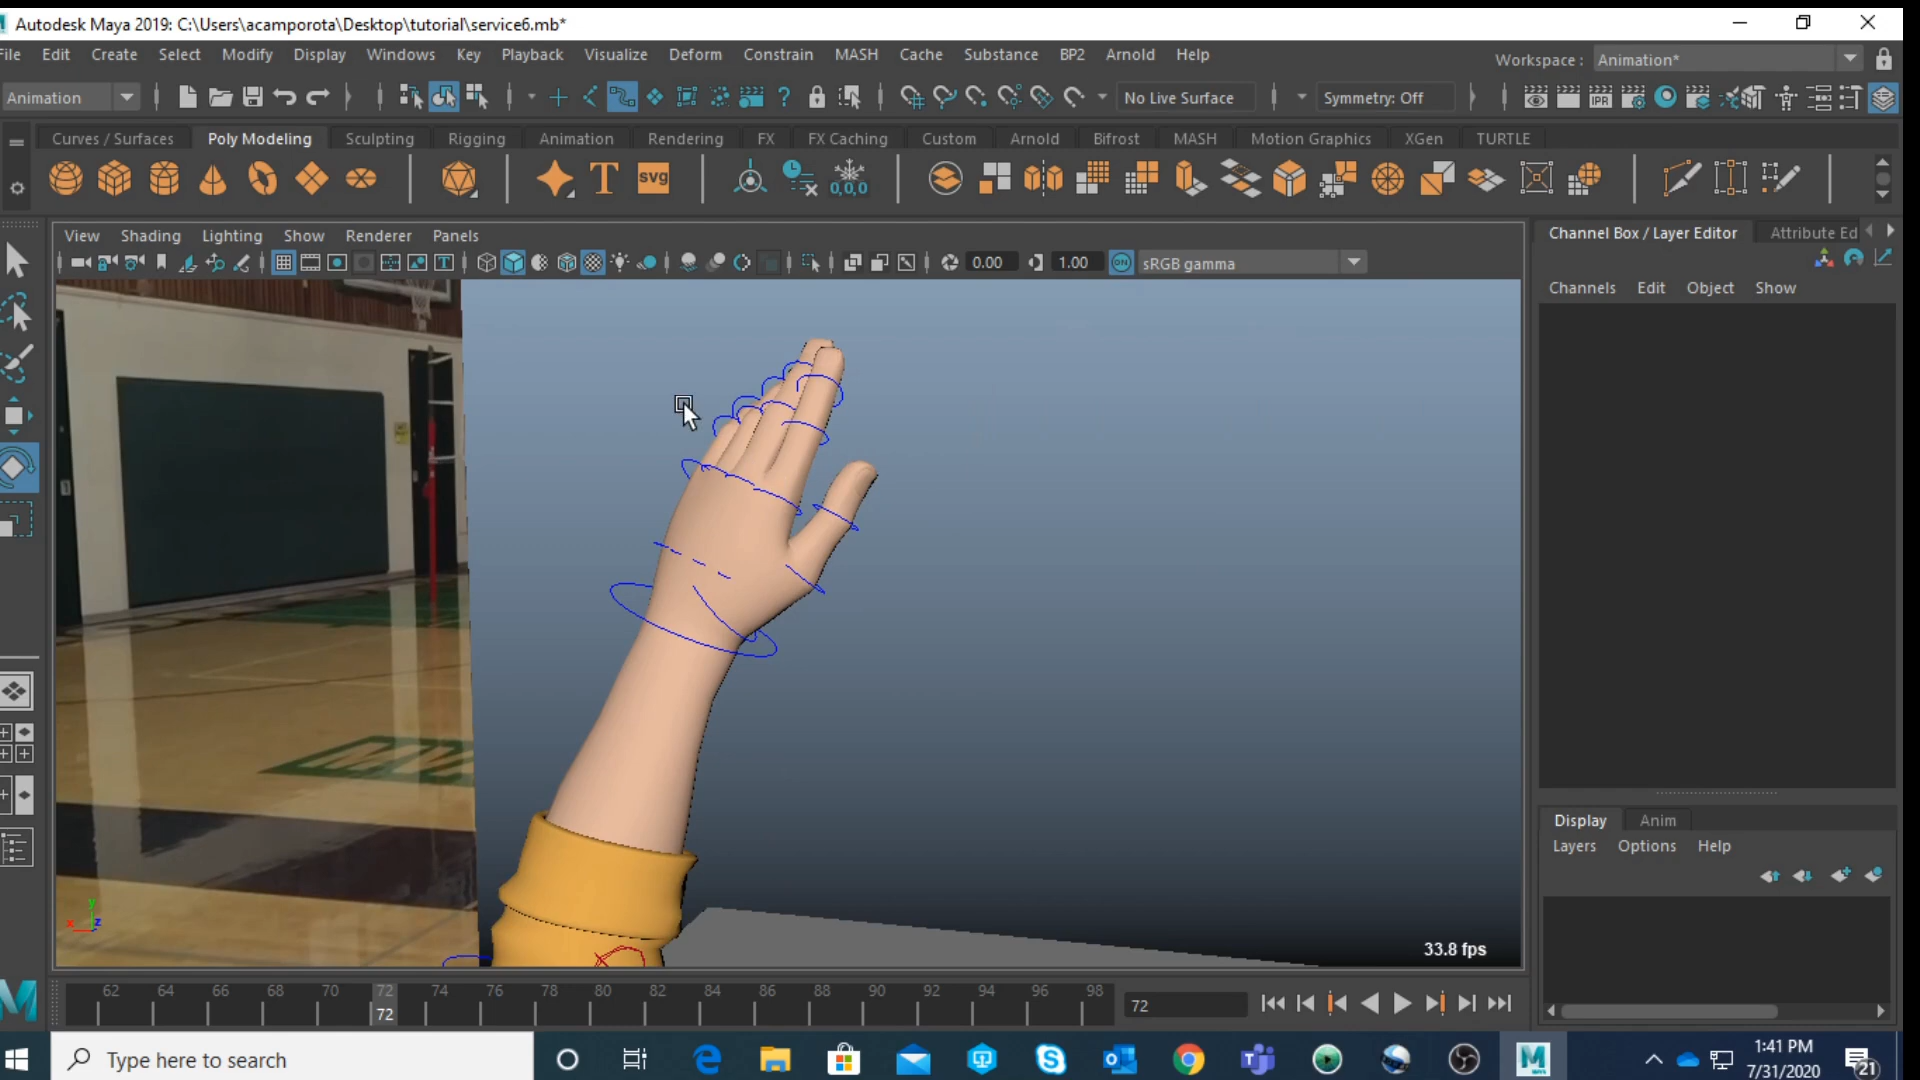 Autodesk Maya 2019: C:\Users\acamporota\Desktop\tutorial\service6.mb*
File Edit Create Select Modify Display Windows Key Playback Visualize Deform Constrain MASH Cache Substance BP2 Arnold Help
Workspace : Animation*
Animation
No Live Surface
Symmetry: Off
IPR
Curves / Surfaces Poly Modeling Sculpting Rigging Animation Rendering FX FX Caching Custom Arnold Bifrost MASH Motion Graphics XGen TURTLE
T svg 0,0,0
View Shading Lighting Show Renderer Panels
0.00 1.00 ON sRGB gamma
Channel Box / Layer Editor Attribute Ed
Channels Edit Object Show
y
x z
33.8 fps
Display Anim
Layers Options Help
62 64 66 68 70 72 74 76 78 80 82 84 86 88 90 92 94 96 98
72
72
M
Type here to search
M
1:41 PM
7/31/2020
21